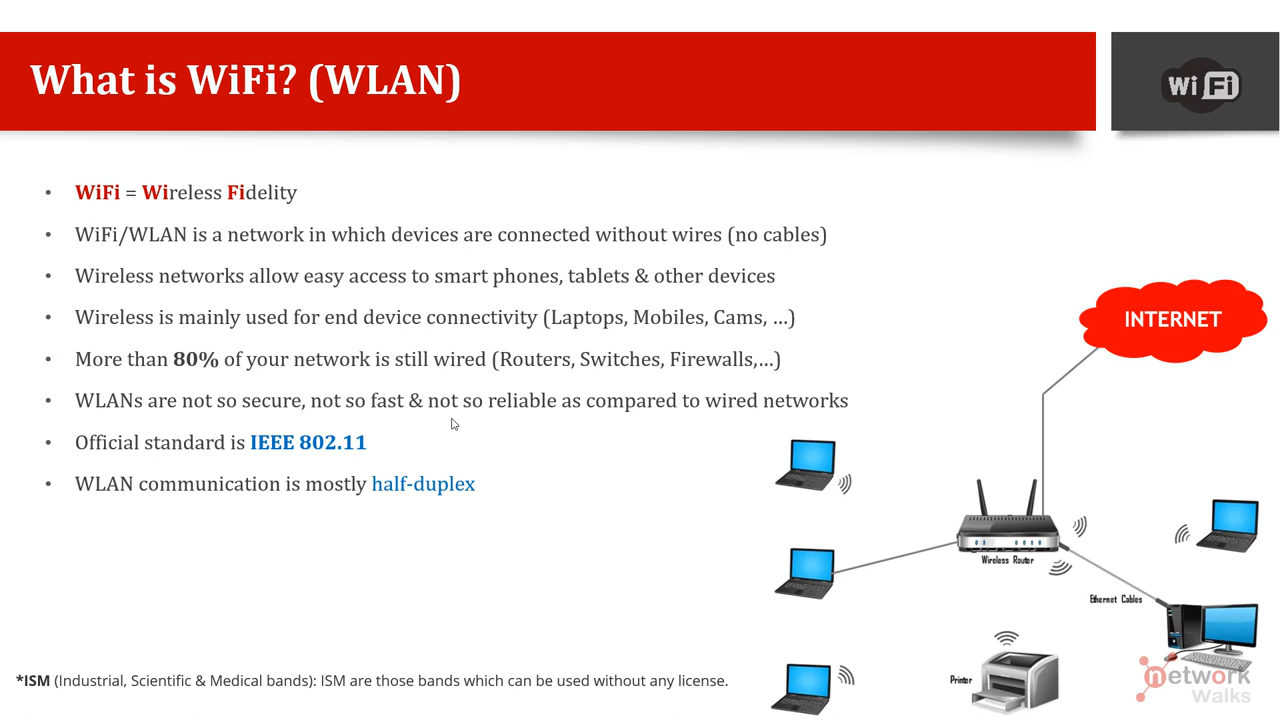 What is WiFi? (WLAN)
Wi Fi
• WiFi = Wireless Fidelity
• WiFi/WLAN is a network in which devices are connected without wires (no cables)
• Wireless networks allow easy access to smart phones, tablets & other devices
• Wireless is mainly used for end device connectivity (Laptops, Mobiles, Cams, ...)
• More than 80% of your network is still wired (Routers, Switches, Firewalls,...)
• WLANs are not so secure, not so fast & not so reliable as compared to wired networks
• Official standard is IEEE 802.11
• WLAN communication is mostly half-duplex
INTERNET
Wireless Router
Ethernet Cables
Printer
*ISM (Industrial, Scientific & Medical bands): ISM are those bands which can be used without any license.
network
Walks